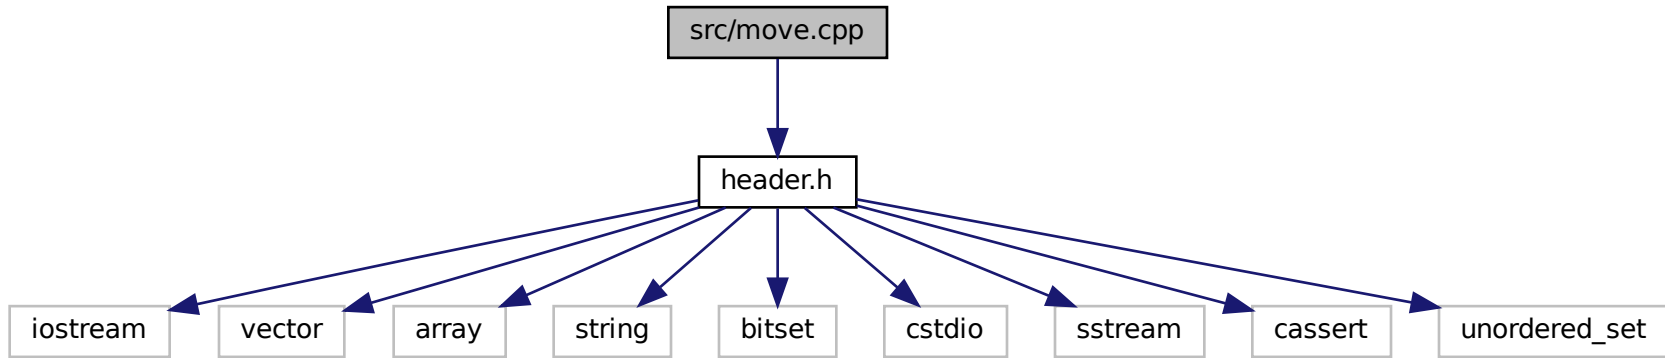 src/move.cpp
header.h
iostream
vector
array
string
bitset
cstdio
sstream
cassert
unordered_set